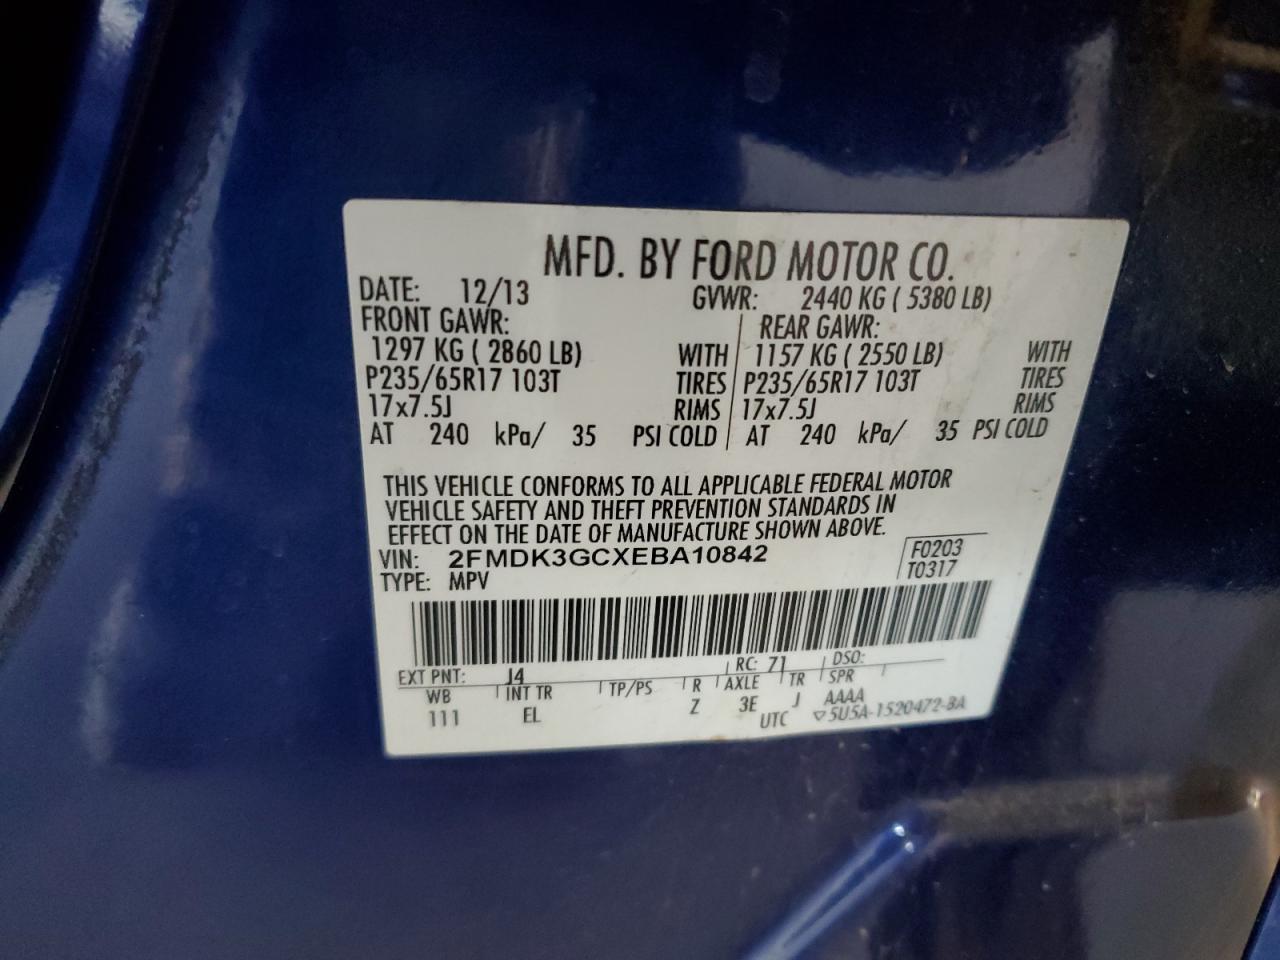 MFD. BY FORD MOTOR CO.
DATE: 12/13 GVWR: 2440 KG ( 5380 LB)
FRONT GAWR: REAR GAWR:
1297 KG ( 2860 LB) WITH 1157 KG ( 2550 LB) WITH
P235/65R17 103T TIRES P235/65R17 103T TIRES
17x7.5J RIMS 17x7.5J RIMS
AT 240 kPa/ 35 PSI COLD AT 240 kPa/ 35 PSI COLD
THIS VEHICLE CONFORMS TO ALL APPLICABLE FEDERAL MOTOR
VEHICLE SAFETY AND THEFT PREVENTION STANDARDS IN
EFFECT ON THE DATE OF MANUFACTURE SHOWN ABOVE.
VIN: 2FMDK3GCXEBA10842 F0203
TYPE: MPV T0317
EXT PNT: J4 RC: 71 DSO:
WB INT TR TP/PS R AXLE TR SPR
111 EL Z 3E J AAAA
UTC ▽5U5A-1520472-BA